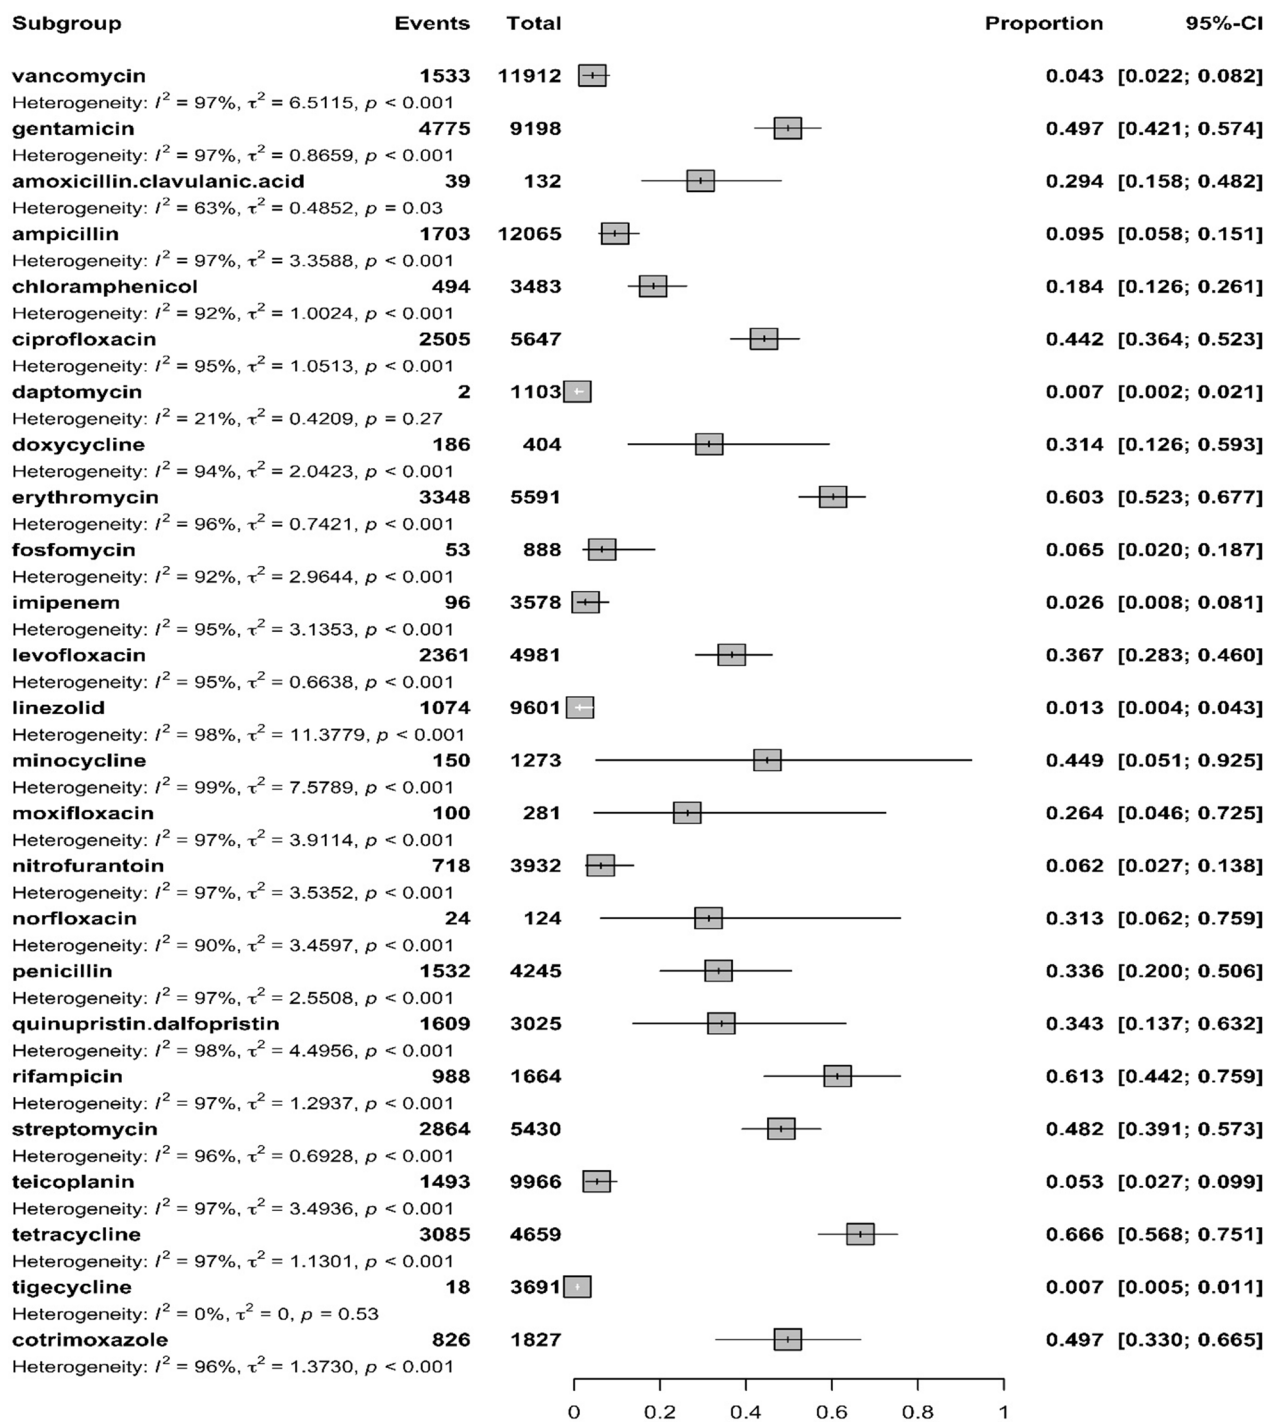 Subgroup Events Total Proportion 95%-CI
vancomycin 1533 11912 0.043 [0.022; 0.082]
Heterogeneity: I² = 97%, τ² = 6.5115, p < 0.001
gentamicin 4775 9198 0.497 [0.421; 0.574]
Heterogeneity: I² = 97%, τ² = 0.8659, p < 0.001
amoxicillin.clavulanic.acid 39 132 0.294 [0.158; 0.482]
Heterogeneity: I² = 63%, τ² = 0.4852, p = 0.03
ampicillin 1703 12065 0.095 [0.058; 0.151]
Heterogeneity: I² = 97%, τ² = 3.3588, p < 0.001
chloramphenicol 494 3483 0.184 [0.126; 0.261]
Heterogeneity: I² = 92%, τ² = 1.0024, p < 0.001
ciprofloxacin 2505 5647 0.442 [0.364; 0.523]
Heterogeneity: I² = 95%, τ² = 1.0513, p < 0.001
daptomycin 2 1103 0.007 [0.002; 0.021]
Heterogeneity: I² = 21%, τ² = 0.4209, p = 0.27
doxycycline 186 404 0.314 [0.126; 0.593]
Heterogeneity: I² = 94%, τ² = 2.0423, p < 0.001
erythromycin 3348 5591 0.603 [0.523; 0.677]
Heterogeneity: I² = 96%, τ² = 0.7421, p < 0.001
fosfomycin 53 888 0.065 [0.020; 0.187]
Heterogeneity: I² = 92%, τ² = 2.9644, p < 0.001
imipenem 96 3578 0.026 [0.008; 0.081]
Heterogeneity: I² = 95%, τ² = 3.1353, p < 0.001
levofloxacin 2361 4981 0.367 [0.283; 0.460]
Heterogeneity: I² = 95%, τ² = 0.6638, p < 0.001
linezolid 1074 9601 0.013 [0.004; 0.043]
Heterogeneity: I² = 98%, τ² = 11.3779, p < 0.001
minocycline 150 1273 0.449 [0.051; 0.925]
Heterogeneity: I² = 99%, τ² = 7.5789, p < 0.001
moxifloxacin 100 281 0.264 [0.046; 0.725]
Heterogeneity: I² = 97%, τ² = 3.9114, p < 0.001
nitrofurantoin 718 3932 0.062 [0.027; 0.138]
Heterogeneity: I² = 97%, τ² = 3.5352, p < 0.001
norfloxacin 24 124 0.313 [0.062; 0.759]
Heterogeneity: I² = 90%, τ² = 3.4597, p < 0.001
penicillin 1532 4245 0.336 [0.200; 0.506]
Heterogeneity: I² = 97%, τ² = 2.5508, p < 0.001
quinupristin.dalfopristin 1609 3025 0.343 [0.137; 0.632]
Heterogeneity: I² = 98%, τ² = 4.4956, p < 0.001
rifampicin 988 1664 0.613 [0.442; 0.759]
Heterogeneity: I² = 97%, τ² = 1.2937, p < 0.001
streptomycin 2864 5430 0.482 [0.391; 0.573]
Heterogeneity: I² = 96%, τ² = 0.6928, p < 0.001
teicoplanin 1493 9966 0.053 [0.027; 0.099]
Heterogeneity: I² = 97%, τ² = 3.4936, p < 0.001
tetracycline 3085 4659 0.666 [0.568; 0.751]
Heterogeneity: I² = 97%, τ² = 1.1301, p < 0.001
tigecycline 18 3691 0.007 [0.005; 0.011]
Heterogeneity: I² = 0%, τ² = 0, p = 0.53
cotrimoxazole 826 1827 0.497 [0.330; 0.665]
Heterogeneity: I² = 96%, τ² = 1.3730, p < 0.001
0 0.2 0.4 0.6 0.8 1